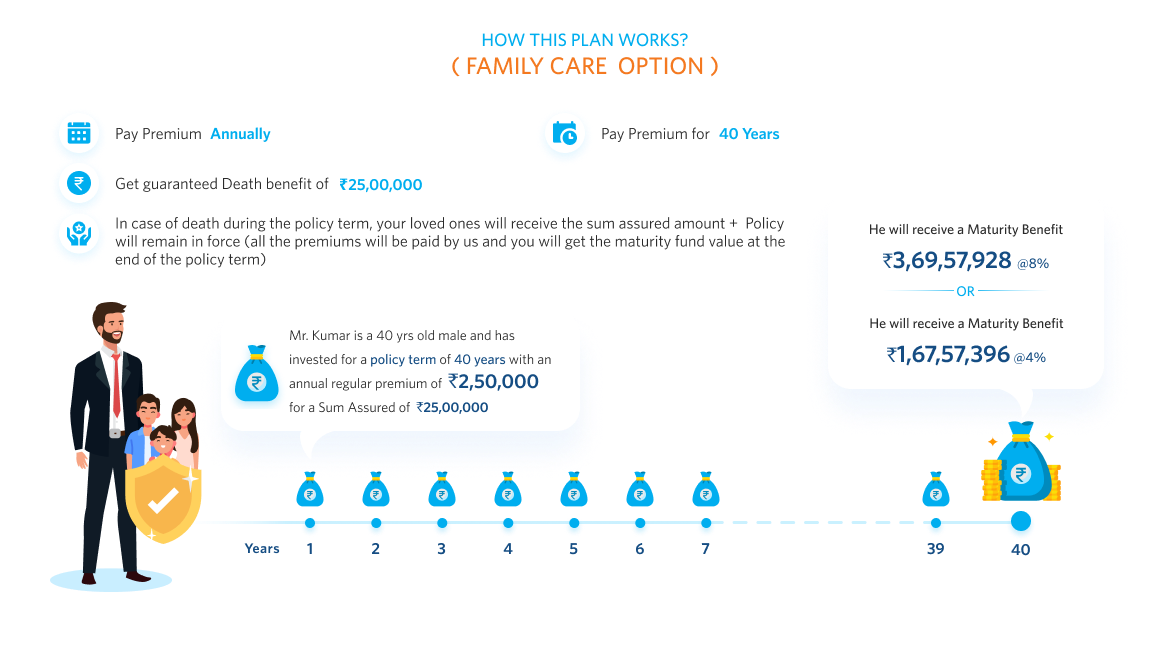 HOW THIS PLAN WORKS?
( FAMILY CARE OPTION )
Pay Premium Annually
Pay Premium for 40 Years
Get guaranteed Death benefit of ₹25,00,000
In case of death during the policy term, your loved ones will receive the sum assured amount + Policy
will remain in force (all the premiums will be paid by us and you will get the maturity fund value at the
end of the policy term)
He will receive a Maturity Benefit
₹3,69,57,928 @8%
OR
He will receive a Maturity Benefit
₹1,67,57,396 @4%
Mr. Kumar is a 40 yrs old male and has
invested for a policy term of 40 years with an
annual regular premium of ₹2,50,000
for a Sum Assured of ₹25,00,000
₹
₹ ₹ ₹ ₹ ₹ ₹ ₹ ₹ ₹
Years 1 2 3 4 5 6 7 39 40